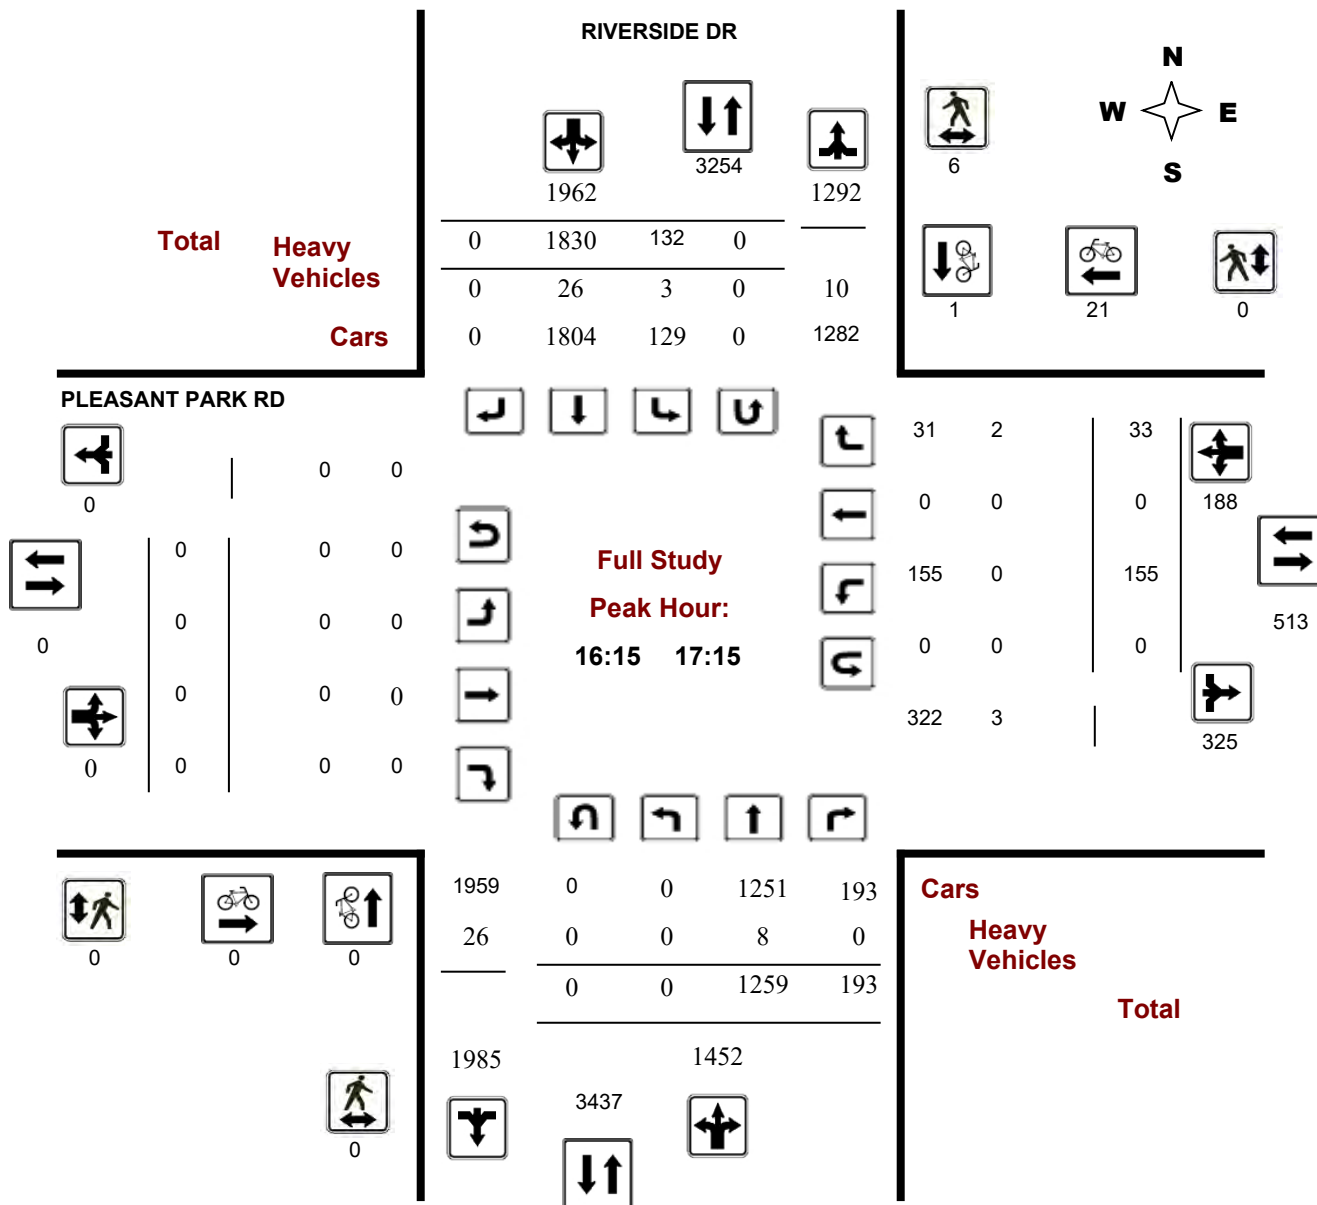 RIVERSIDE DR
N
W E
S
3254
6
1962 1292
Total Heavy Vehicles
Cars
0 1830 132 0
0 26 3 0 10
0 1804 129 0 1282
1 21 0
PLEASANT PARK RD
31 2 33
0 0
0
0 0 0
188
0 0 0
Full Study
155 0 155
Peak Hour:
0 0 0
513
0
16:15 17:15
0 0 0
0 0 0
322 3
325
0 0 0 0
1959 0 0 1251 193
Cars
26 0 0 8 0
Heavy
Vehicles
0 0 0
0 0 1259 193
Total
1985 1452
3437
0